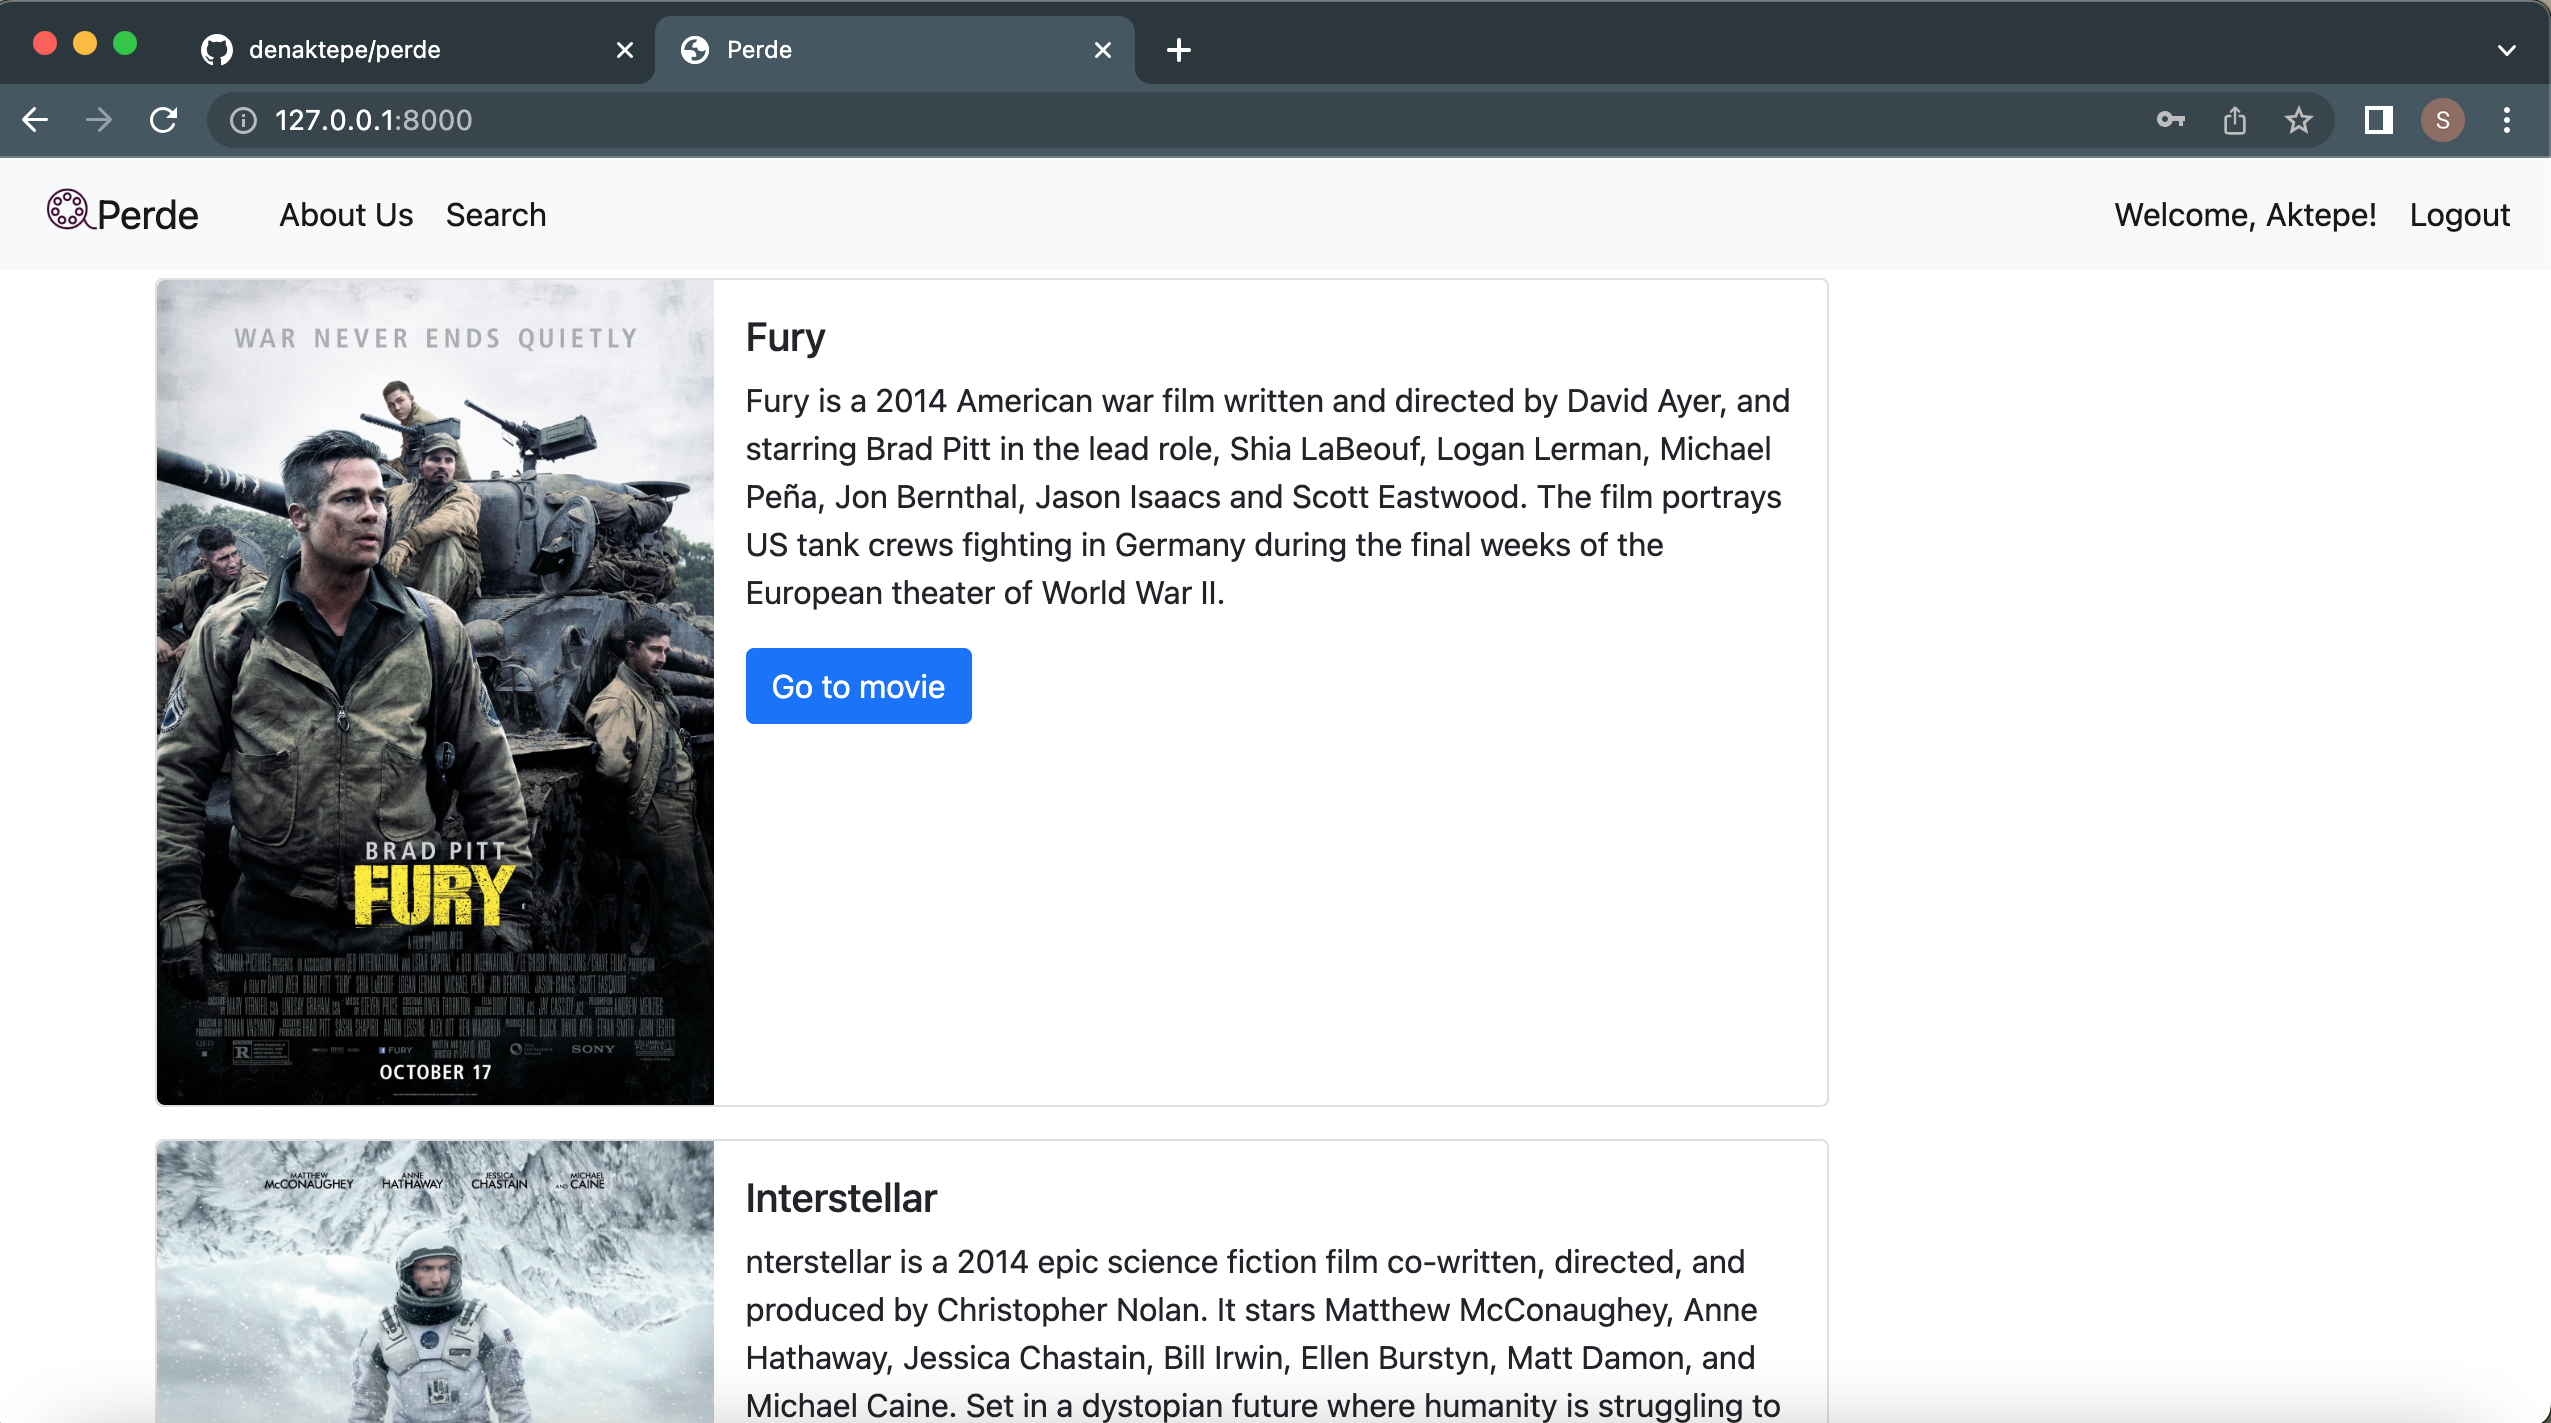 denaktepe/perde
Perde
127.0.0.1:8000
S
Perde
About Us
Search
Welcome, Aktepe!
Logout
WAR NEVER ENDS QUIETLY
FURY
BRAD PITT
FURY
A FILM BY DAVID AYER
R
FURY
SONY
OCTOBER 17
Fury
Fury is a 2014 American war film written and directed by David Ayer, and
starring Brad Pitt in the lead role, Shia LaBeouf, Logan Lerman, Michael
Peña, Jon Bernthal, Jason Isaacs and Scott Eastwood. The film portrays
US tank crews fighting in Germany during the final weeks of the
European theater of World War II.
Go to movie
MATTHEW McCONAUGHEY
ANNE HATHAWAY
JESSICA CHASTAIN
AND MICHAEL CAINE
Interstellar
nterstellar is a 2014 epic science fiction film co-written, directed, and
produced by Christopher Nolan. It stars Matthew McConaughey, Anne
Hathaway, Jessica Chastain, Bill Irwin, Ellen Burstyn, Matt Damon, and
Michael Caine. Set in a dystopian future where humanity is struggling to